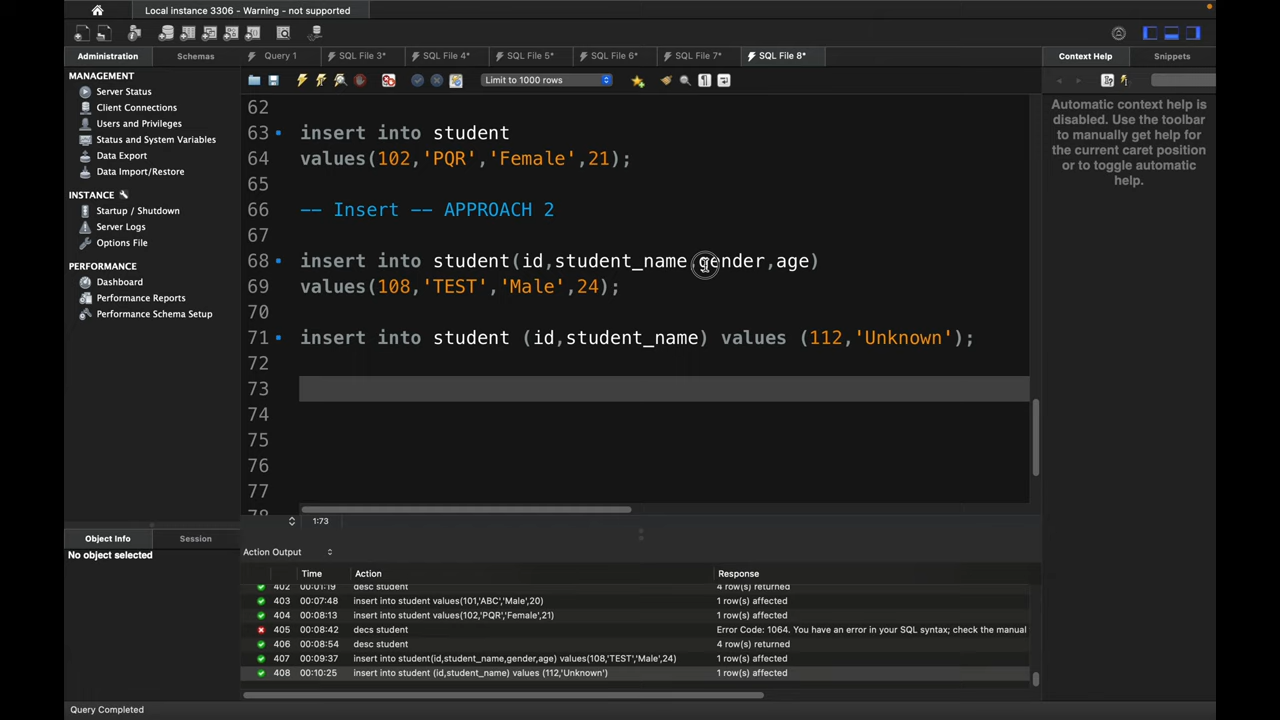 Local instance 3306 - Warning - not supported
Administration Schemas Query 1 SQL File 3* SQL File 4* SQL File 5* SQL File 6* SQL File 7* SQL File 8* Context Help Snippets
MANAGEMENT
Server Status
Client Connections
Users and Privileges
Status and System Variables
Data Export
Data Import/Restore
INSTANCE
Startup / Shutdown
Server Logs
Options File
PERFORMANCE
Dashboard
Performance Reports
Performance Schema Setup
Limit to 1000 rows
62
63 insert into student
64 values(102,'PQR','Female',21);
65
66 -- Insert -- APPROACH 2
67
68 insert into student(id,student_name,gender,age)
69 values(108,'TEST','Male',24);
70
71 insert into student (id,student_name) values (112,'Unknown');
72
73
74
75
76
77
78
1:73
Automatic context help is
disabled. Use the toolbar
to manually get help for
the current caret position
or to toggle automatic
help.
Object Info Session
No object selected
Action Output
Time Action Response
402 00:01:19 desc student 4 row(s) returned
403 00:07:48 insert into student values(101,'ABC','Male',20) 1 row(s) affected
404 00:08:13 insert into student values(102,'PQR','Female',21) 1 row(s) affected
405 00:08:42 decs student Error Code: 1064. You have an error in your SQL syntax; check the manual
406 00:08:54 desc student 4 row(s) returned
407 00:09:37 insert into student(id,student_name,gender,age) values(108,'TEST','Male',24) 1 row(s) affected
408 00:10:25 insert into student (id,student_name) values (112,'Unknown') 1 row(s) affected
Query Completed